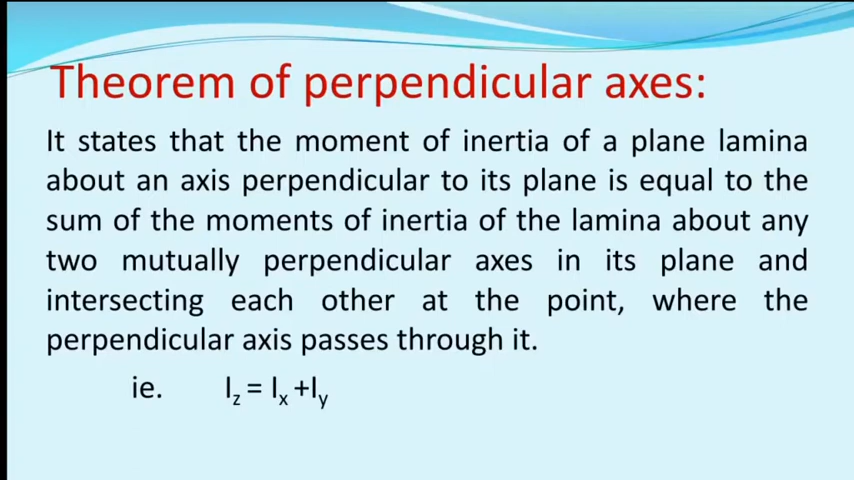 Theorem of perpendicular axes:
It states that the moment of inertia of a plane lamina
about an axis perpendicular to its plane is equal to the
sum of the moments of inertia of the lamina about any
two mutually perpendicular axes in its plane and
intersecting each other at the point, where the
perpendicular axis passes through it.
ie. I_z = I_x +I_y